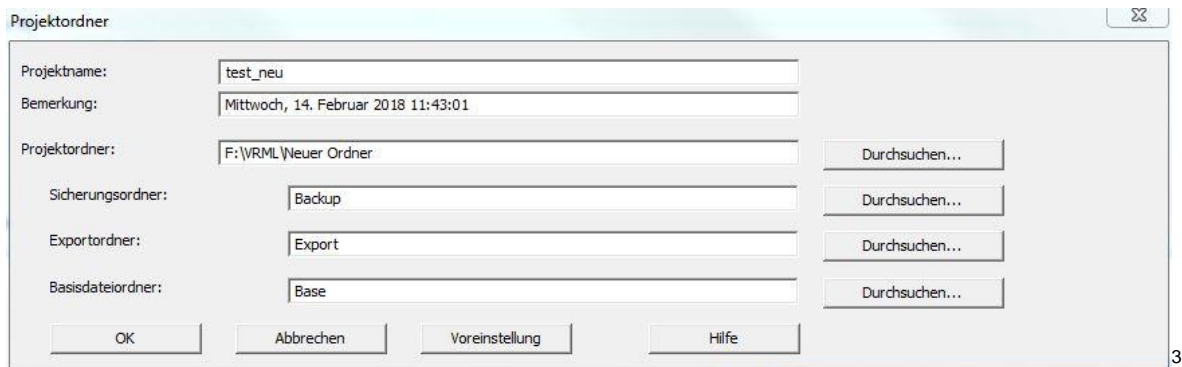 Projektordner
Projektname: test_neu
Bemerkung: Mittwoch, 14. Februar 2018 11:43:01
Projektordner: F:\VRML\Neuer Ordner Durchsuchen...
Sicherungsordner: Backup Durchsuchen...
Exportordner: Export Durchsuchen...
Basisdateiordner: Base Durchsuchen...
OK Abbrechen Voreinstellung Hilfe
3